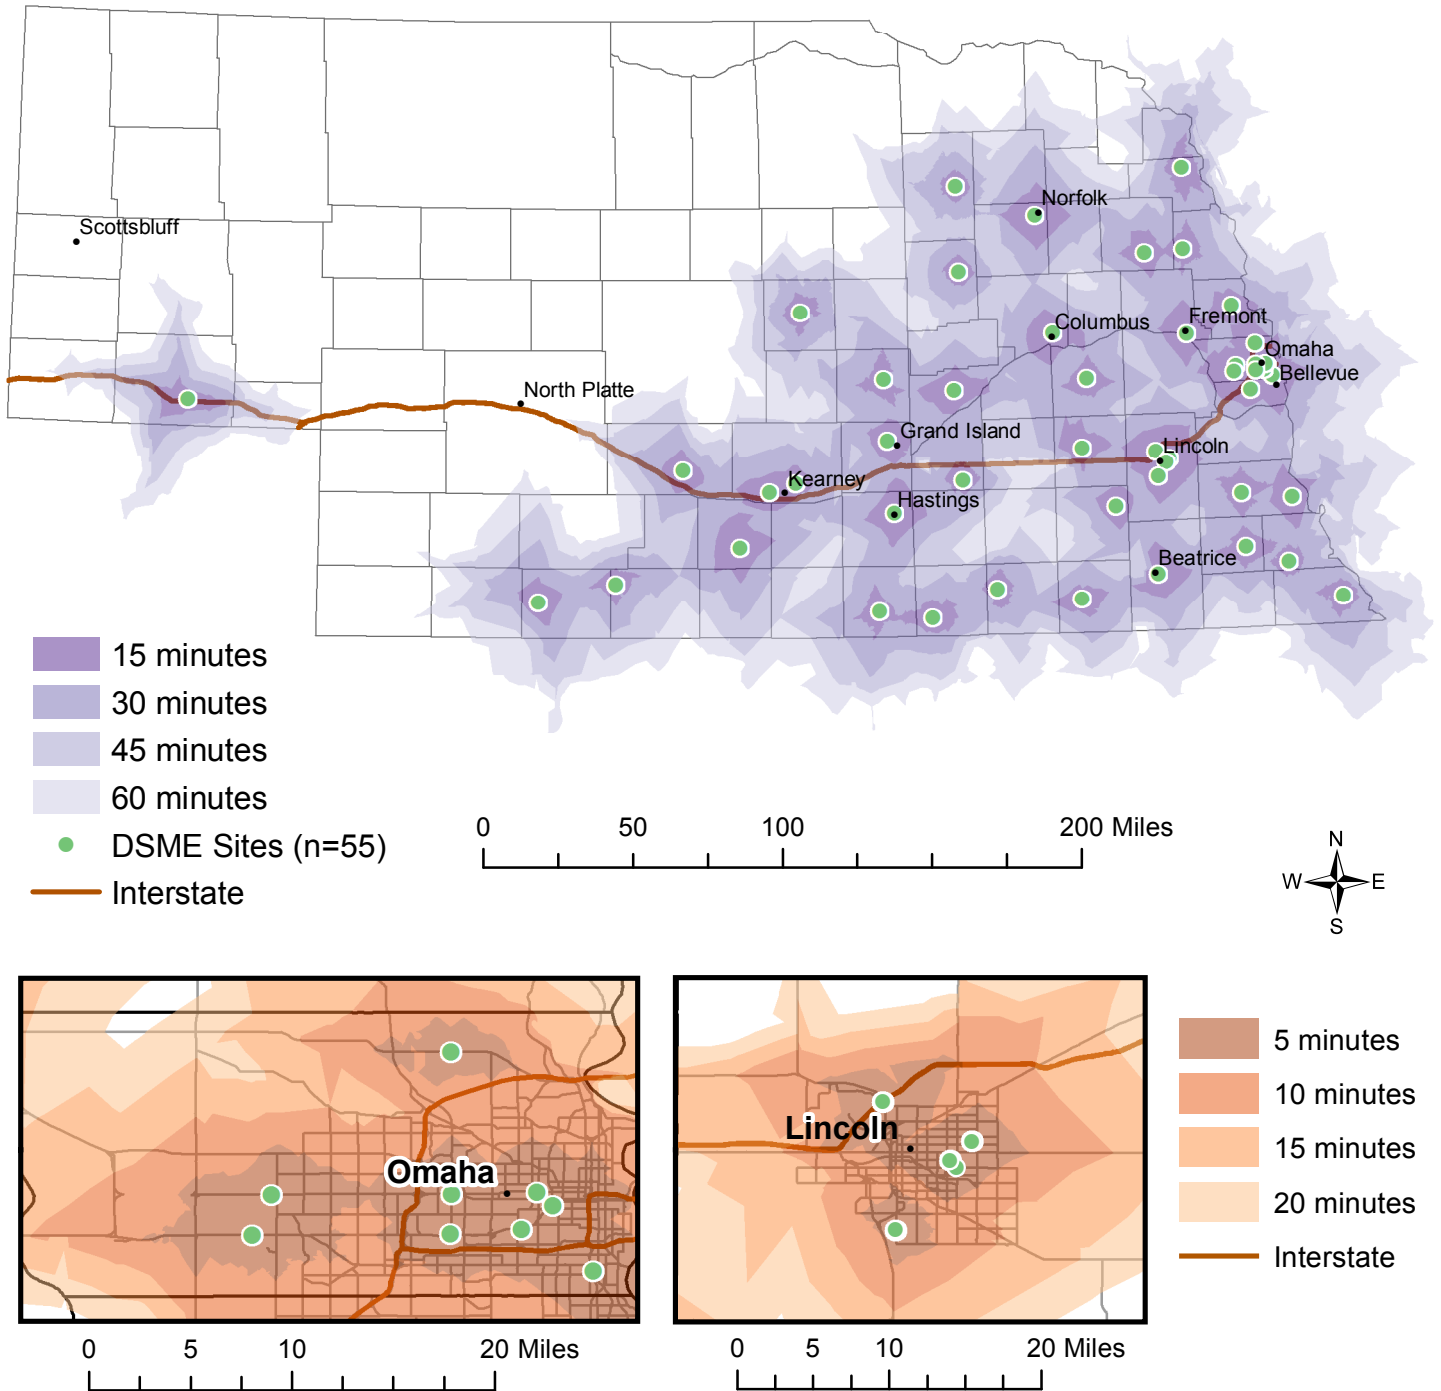 Scottsbluff
Norfolk
Columbus
Fremont
Omaha
Bellevue
North Platte
Grand Island
Lincoln
Kearney
Hastings
Beatrice
15 minutes
30 minutes
45 minutes
60 minutes
DSME Sites (n=55)
Interstate
0 50 100 200 Miles
N
W E
S
Omaha
0 5 10 20 Miles
Lincoln
0 5 10 20 Miles
5 minutes
10 minutes
15 minutes
20 minutes
Interstate